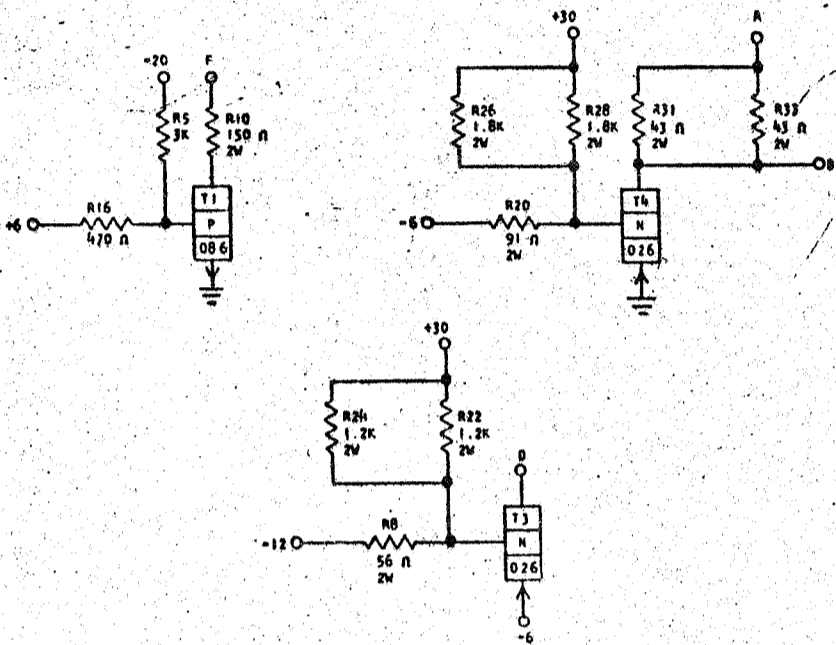 -20
F
R5
3K
R10
150 Ω
2W
+6
R16
470 Ω
T1
P
086
+30
A
R26
1.8K
2W
R28
1.8K
2W
R31
43 Ω
2W
R33
43 Ω
2W
B
-6
R20
91 Ω
2W
T4
N
026
+30
R24
1.2K
2W
R22
1.2K
2W
D
-12
R8
56 Ω
2W
T3
N
026
-6